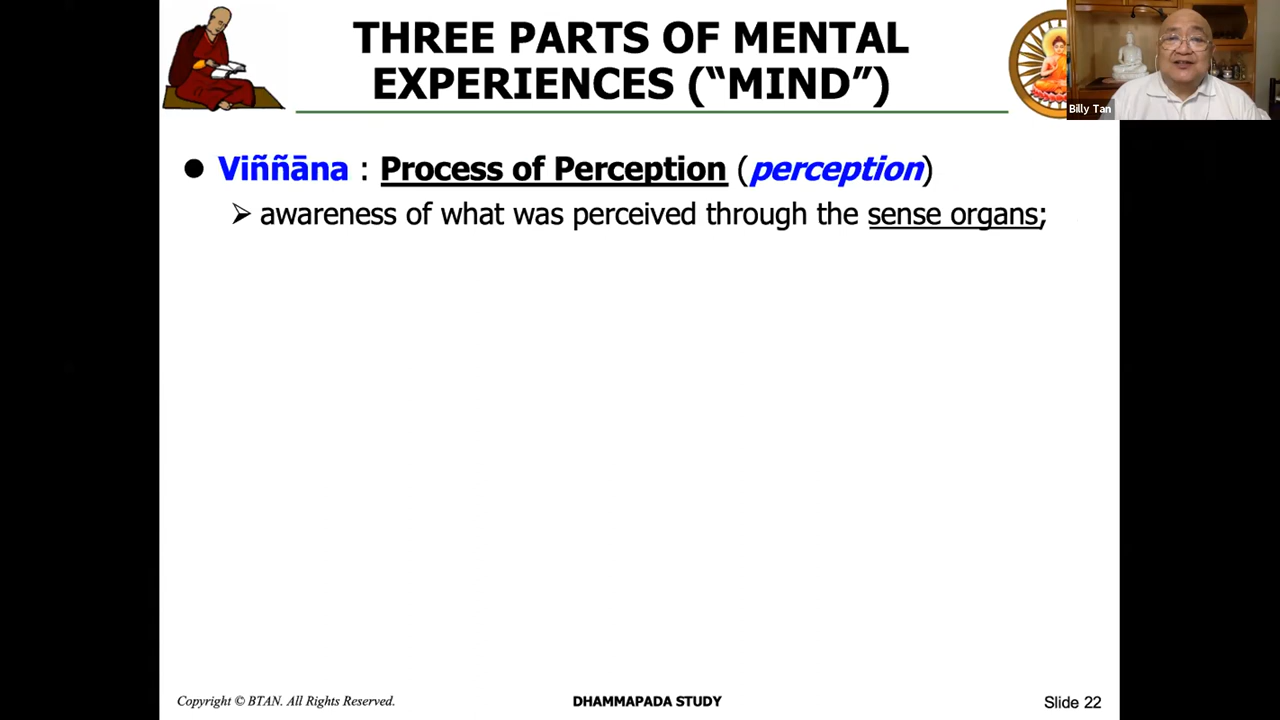 THREE PARTS OF MENTAL
EXPERIENCES (“MIND”)
Billy Tan
● Viññāna : Process of Perception (perception)
➢ awareness of what was perceived through the sense organs;
Copyright © BTAN. All Rights Reserved.
DHAMMAPADA STUDY
Slide 22